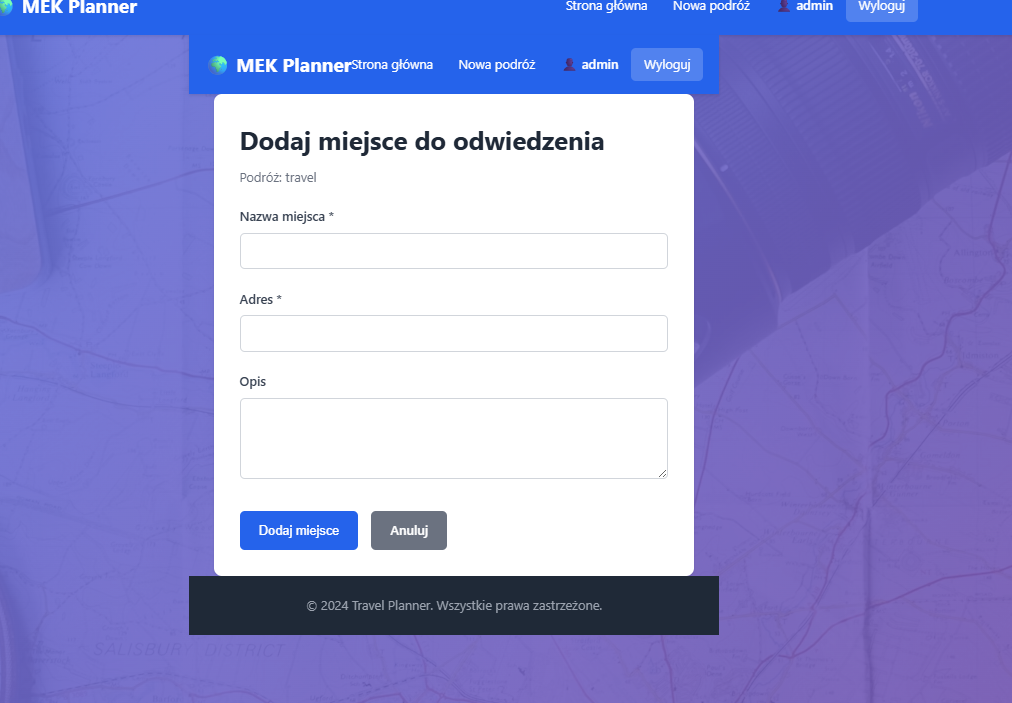 MEK Planner
Strona główna Nowa podróż admin Wyloguj
MEK Planner Strona główna Nowa podróż admin Wyloguj
Dodaj miejsce do odwiedzenia
Podróż: travel
Nazwa miejsca *
Adres *
Opis
Dodaj miejsce Anuluj
© 2024 Travel Planner. Wszystkie prawa zastrzeżone.
SALISBURY DISTRICT